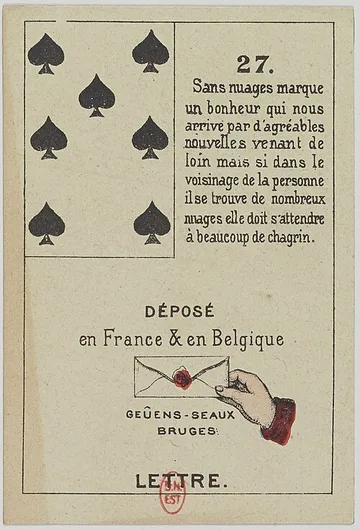 27.
Sans nuages marque
un bonheur qui nous
arrive par d'agréables
nouvelles venant de
loin mais si dans le
voisinage de la personne
il se trouve de nombreux
nuages elle doit s'attendre
à beaucoup de chagrin.
DÉPOSÉ
en France & en Belgique
GEÛENS-SEAUX
BRUGES
LETTRE.
EST